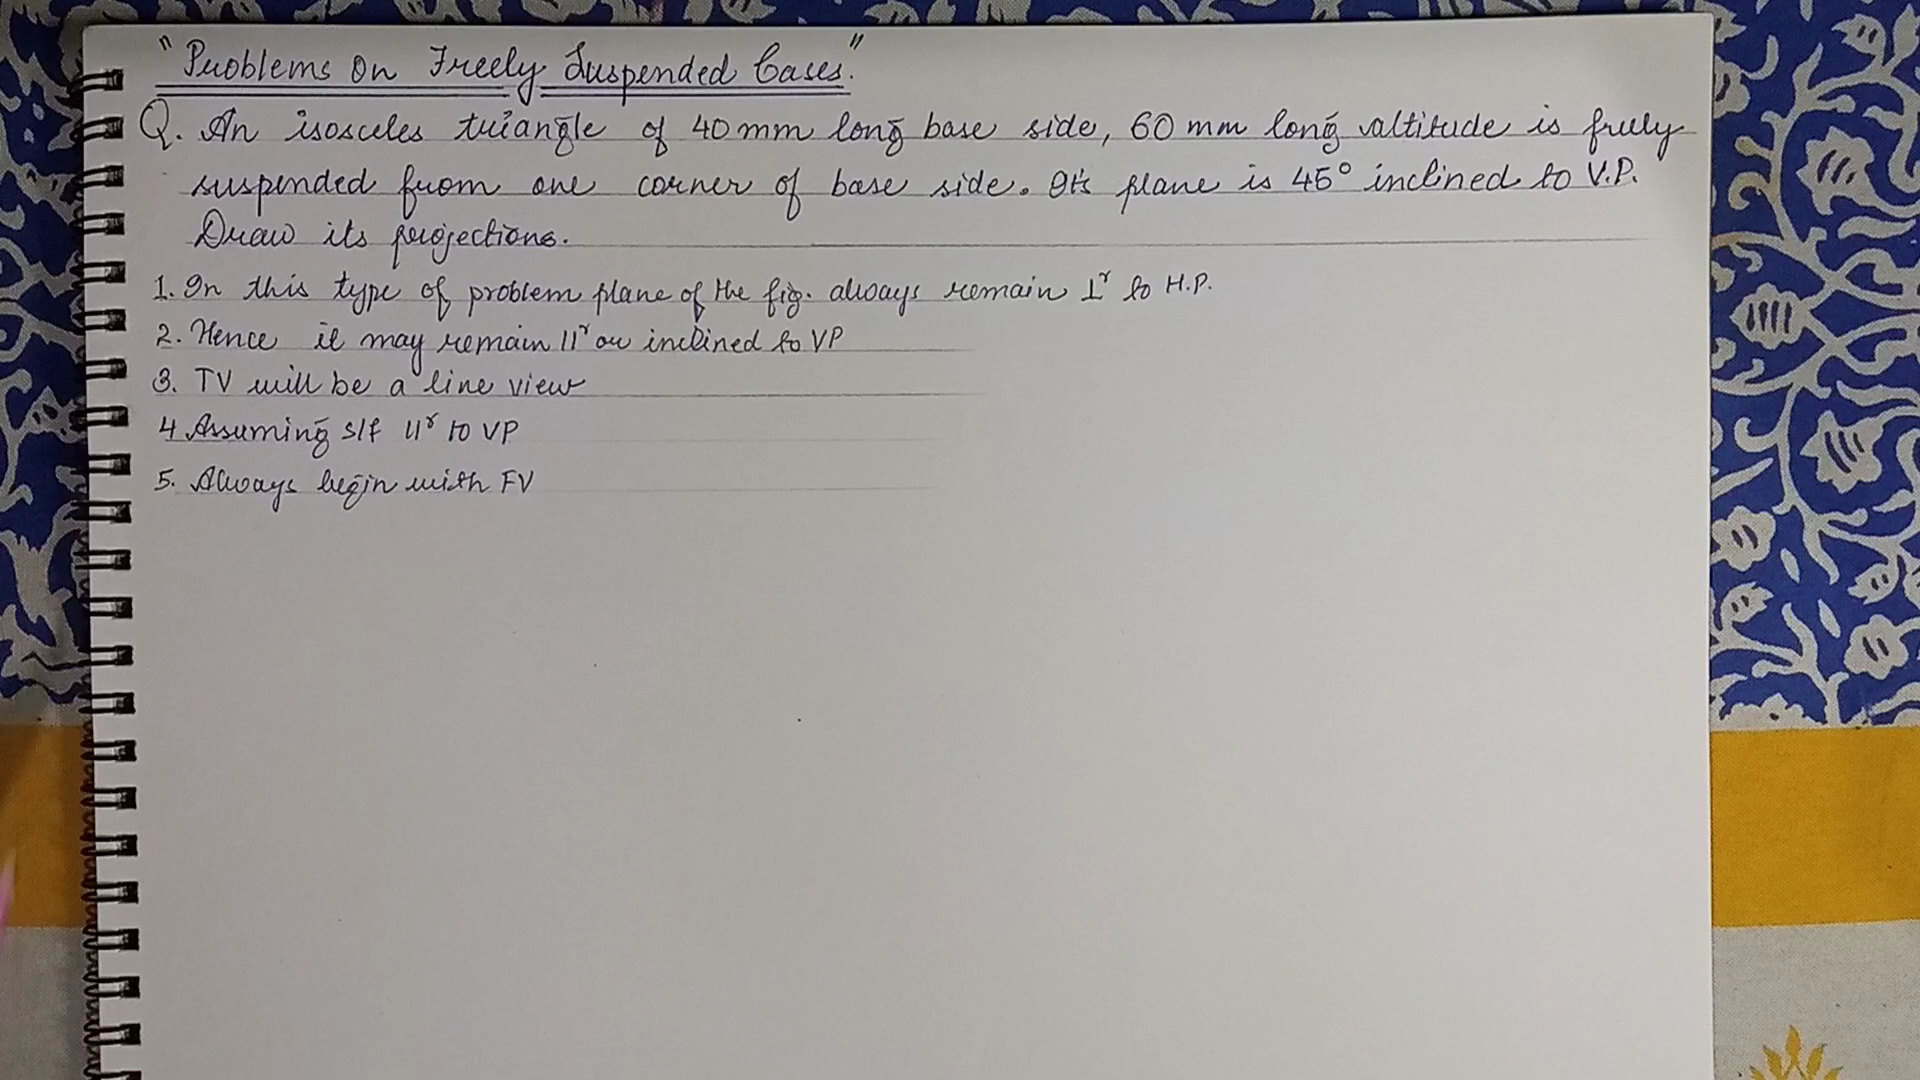 "Problems On Freely Suspended Cases."
Q. An isosceles triangle of 40 mm long base side, 60 mm long altitude is freely
suspended from one corner of base side. It's plane is 45° inclined to V.P.
Draw its projections.
1. In this type of problem plane of the fig. always remain ⊥r to H.P.
2. Hence it may remain llr or inclined to VP
3. TV will be a line view
4 Assuming s/f llr to VP
5. Always begin with FV